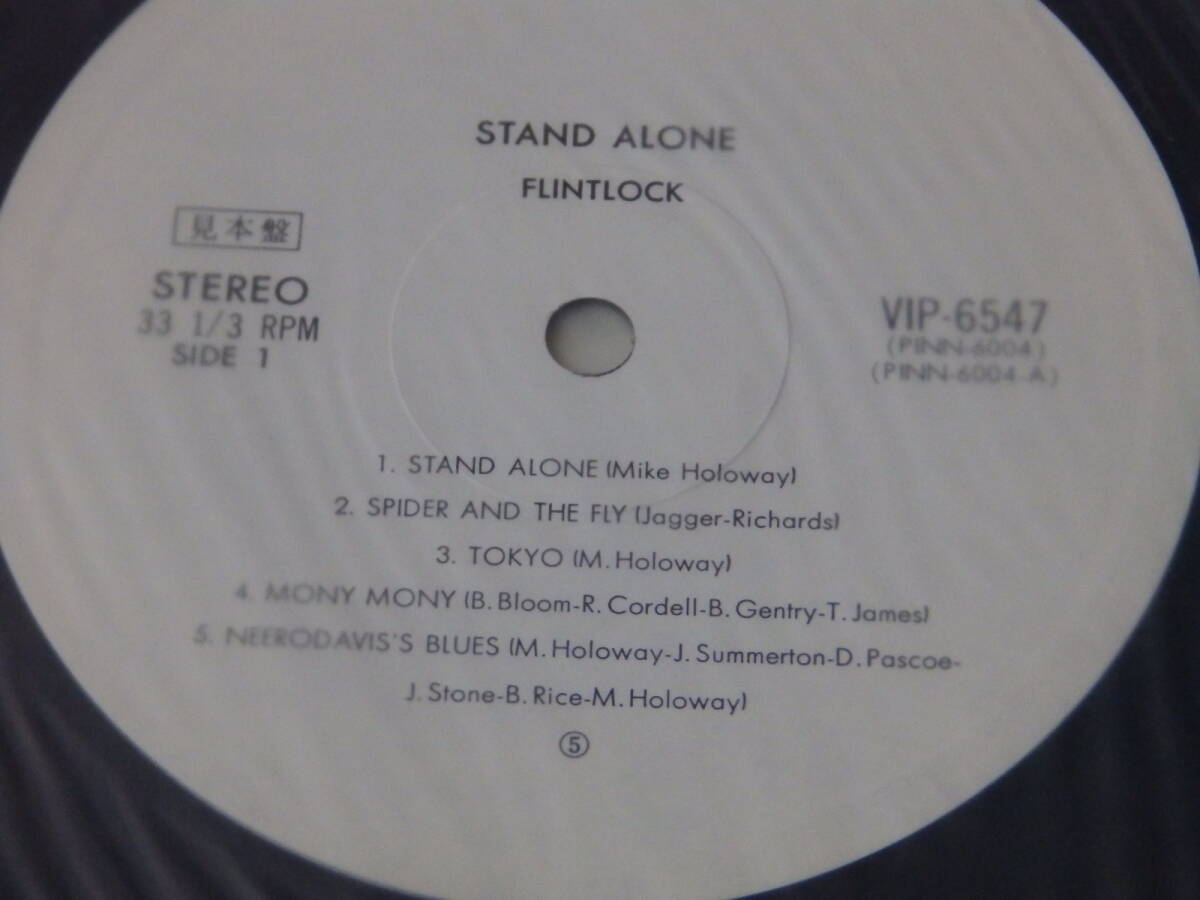 STAND ALONE
FLINTLOCK
見本盤
STEREO
33 1/3 RPM
SIDE 1
VIP-6547
(PINN-6004)
(PINN-6004-A)
1. STAND ALONE (Mike Holoway)
2. SPIDER AND THE FLY (Jagger-Richards)
3. TOKYO (M. Holoway)
4. MONY MONY (B. Bloom-R. Cordell-B. Gentry-T. James)
5. NEERODAVIS'S BLUES (M. Holoway-J. Summerton-D. Pascoe-
J. Stone-B. Rice-M. Holoway)
⑤